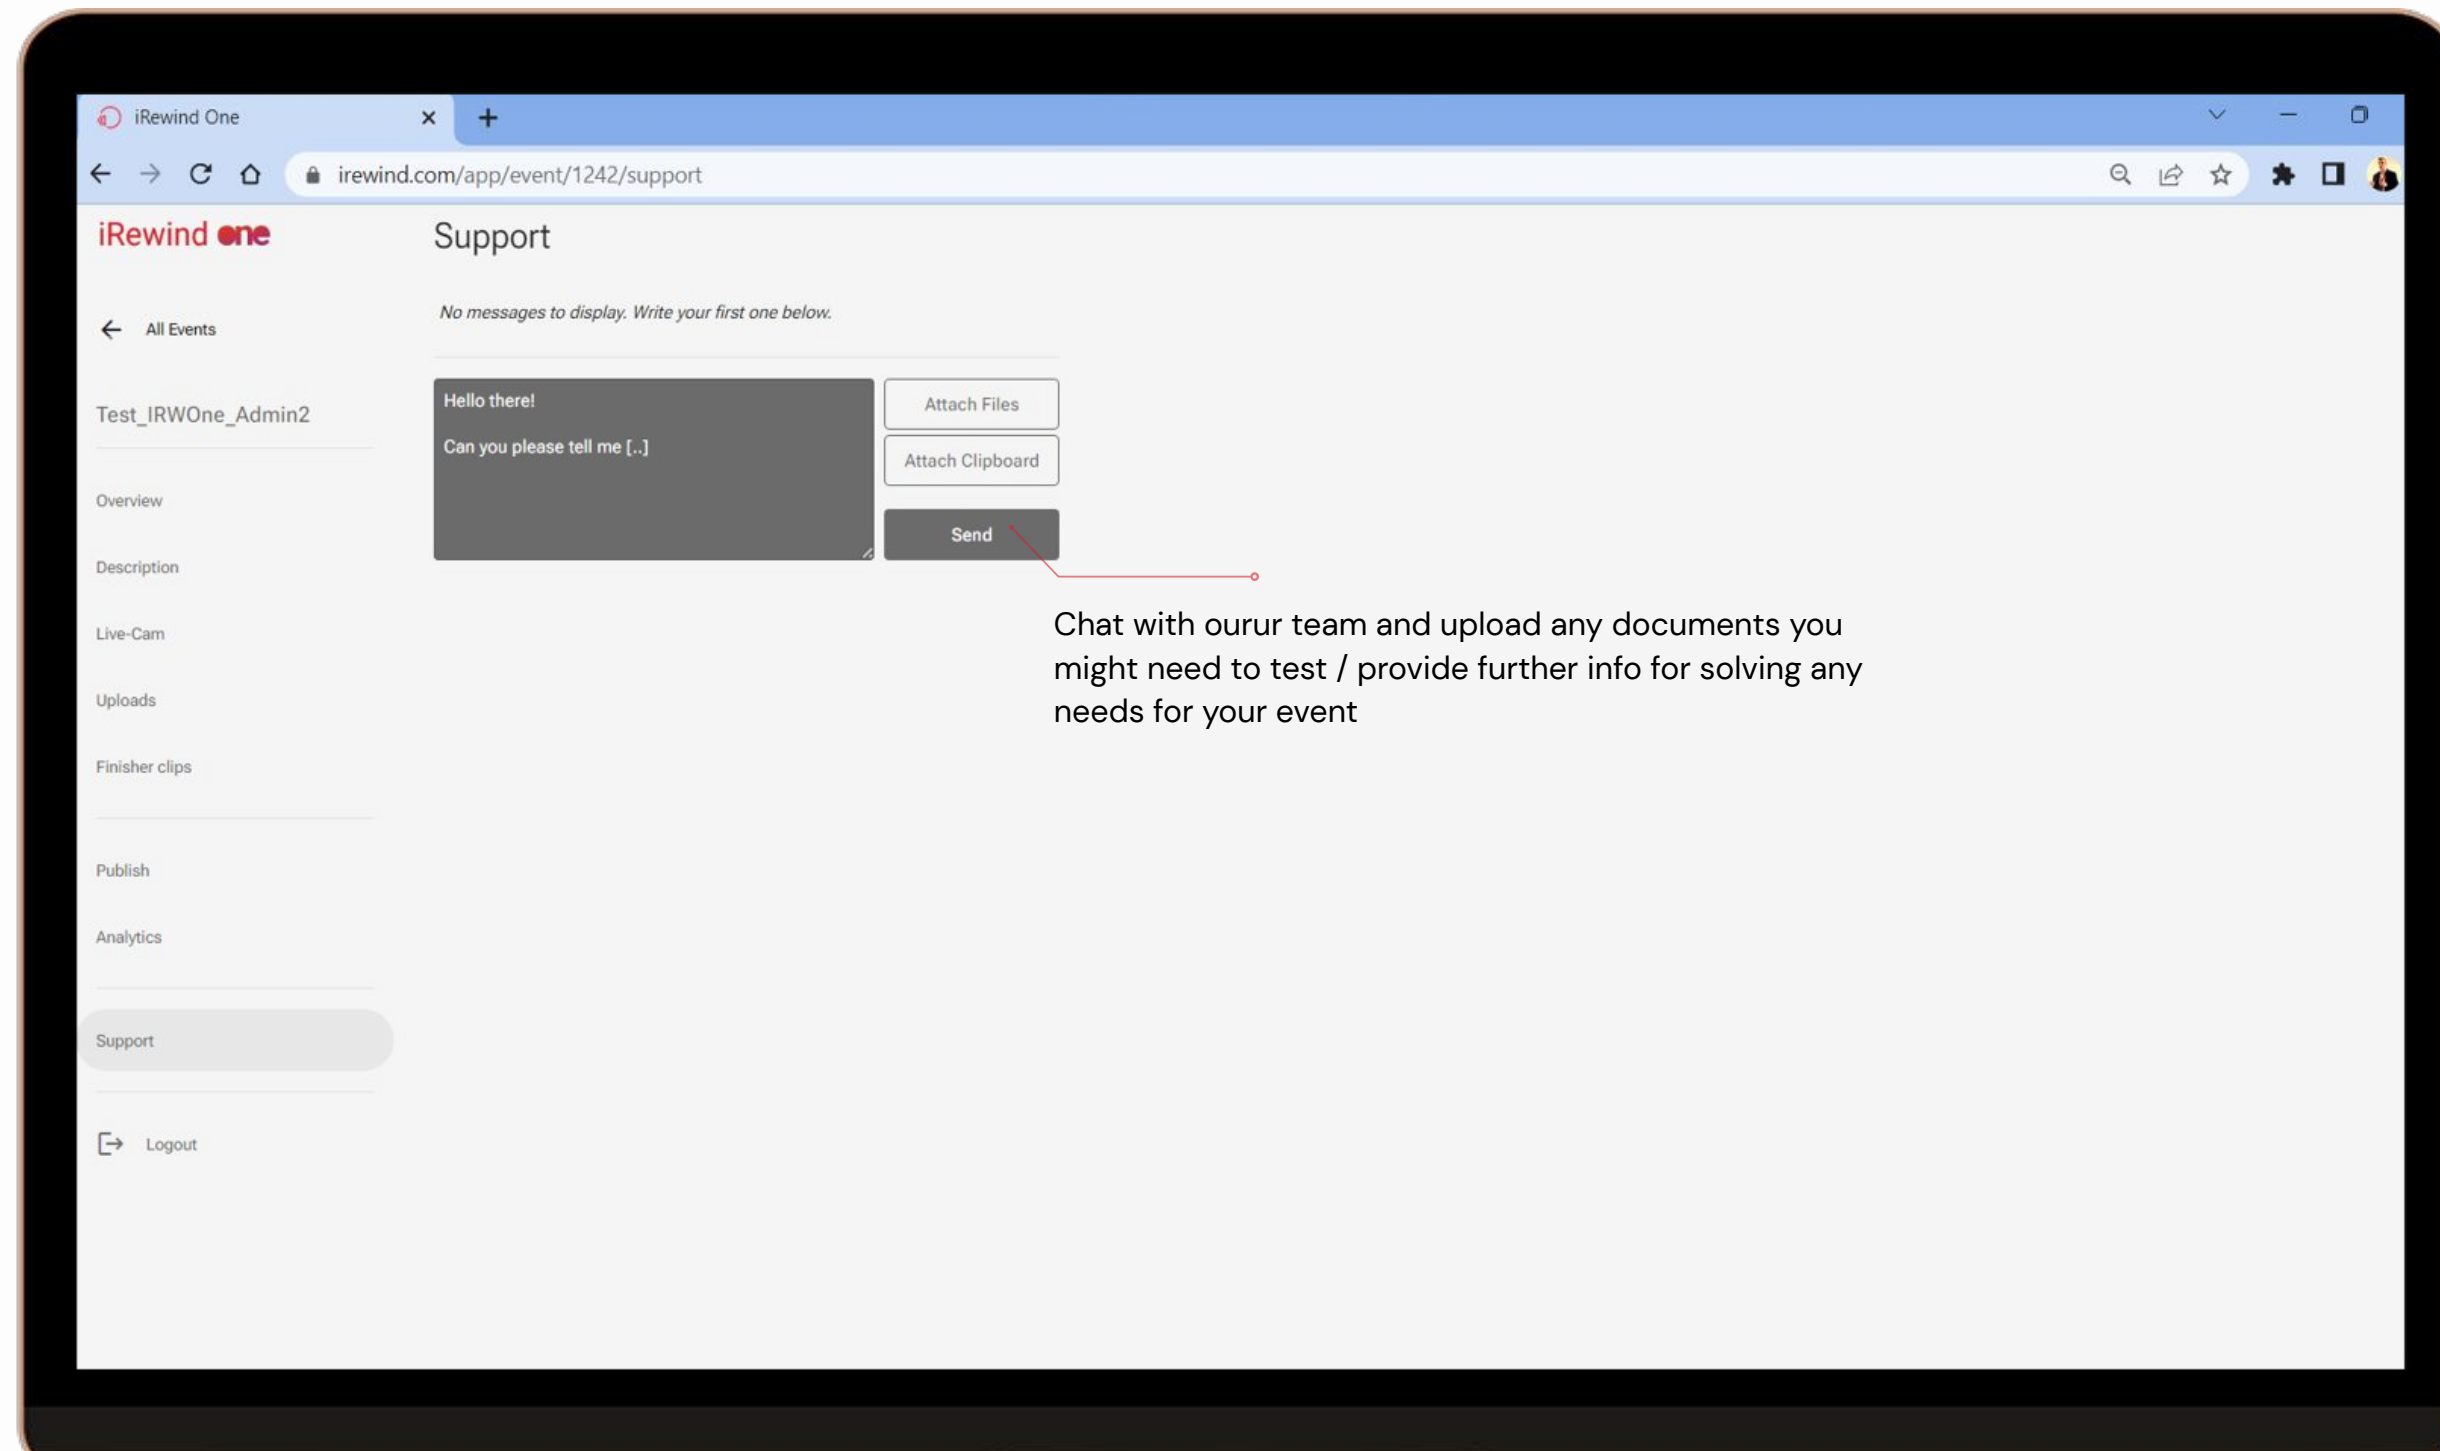 iRewind One
irewind.com/app/event/1242/support
iRewind one
Support
All Events
No messages to display. Write your first one below.
Test_IRWOne_Admin2
Hello there!
Can you please tell me [..]
Attach Files
Attach Clipboard
Send
Overview
Description
Live-Cam
Uploads
Finisher clips
Publish
Analytics
Support
Logout
Chat with ourur team and upload any documents you
might need to test / provide further info for solving any
needs for your event